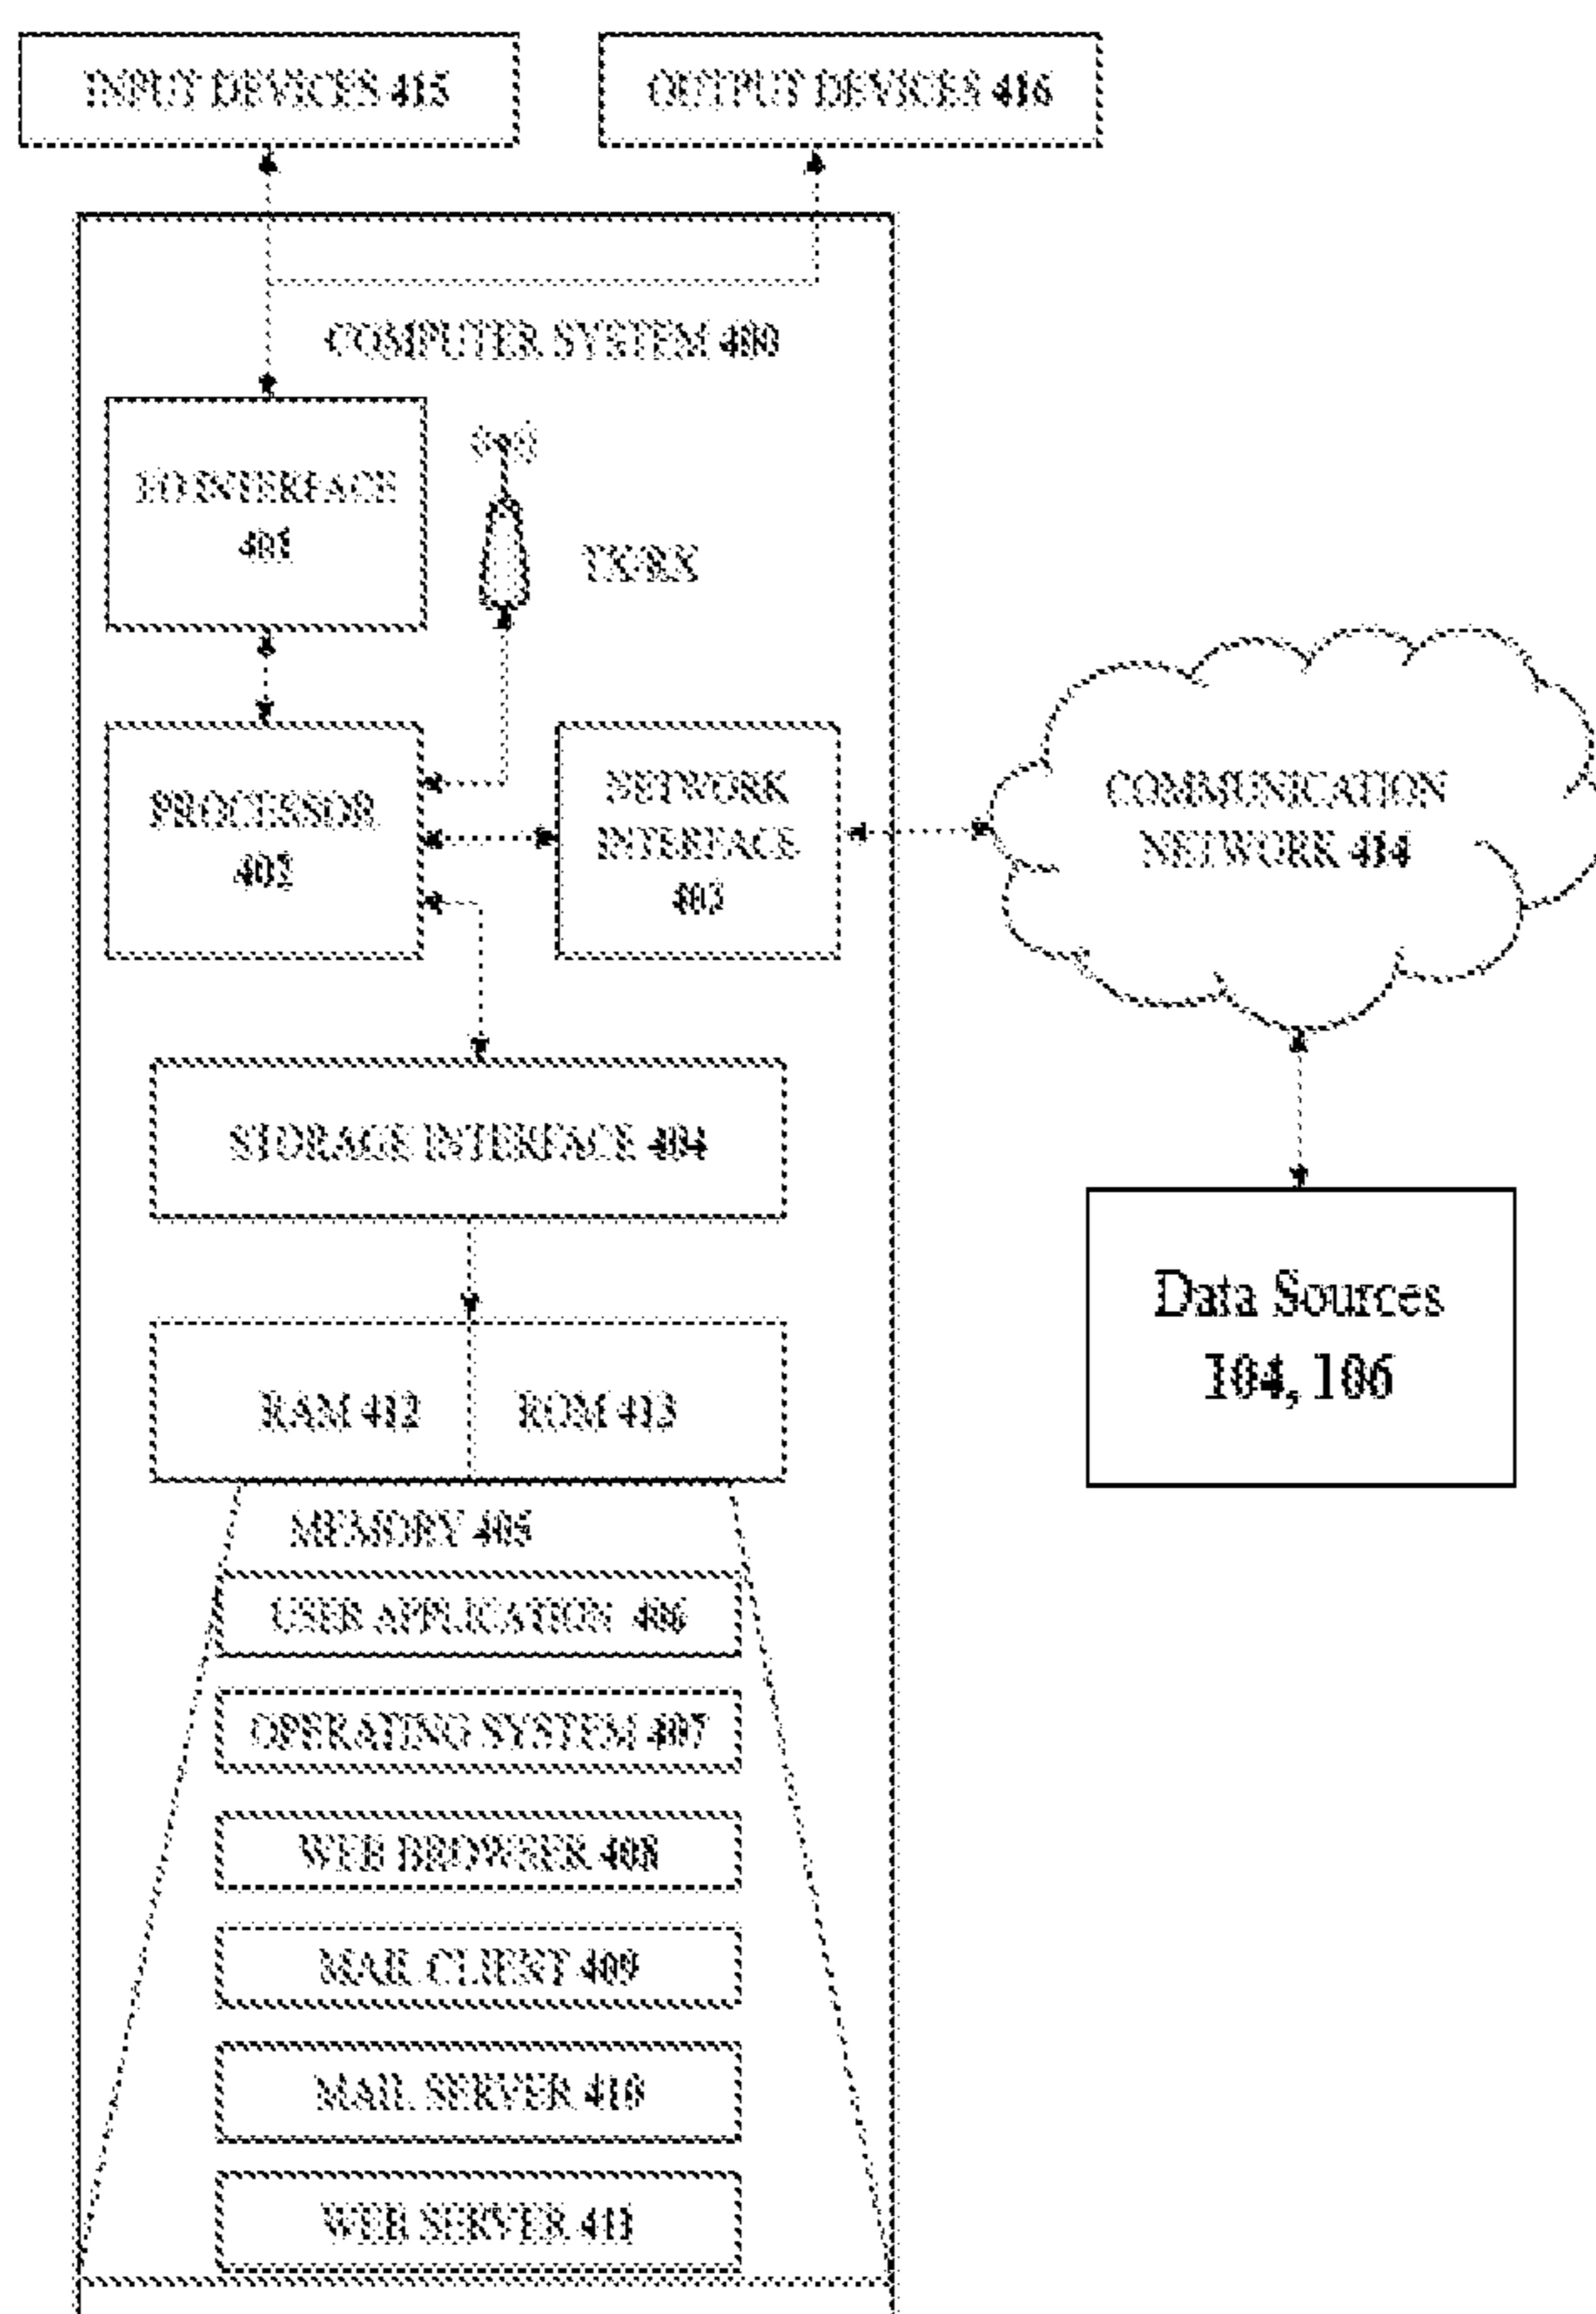 INPUT DEVICES 415
OUTPUT DEVICES 416
COMPUTER SYSTEM 400
I/O INTERFACE
401
TX/RX
PROCESSOR
402
NETWORK
INTERFACE
403
COMMUNICATION
NETWORK 414
STORAGE INTERFACE 404
Data Sources
104, 106
RAM 412
ROM 413
MEMORY 405
USER APPLICATION 406
OPERATING SYSTEM 407
WEB BROWSER 408
MAIL CLIENT 409
MAIL SERVER 410
WEB SERVER 411